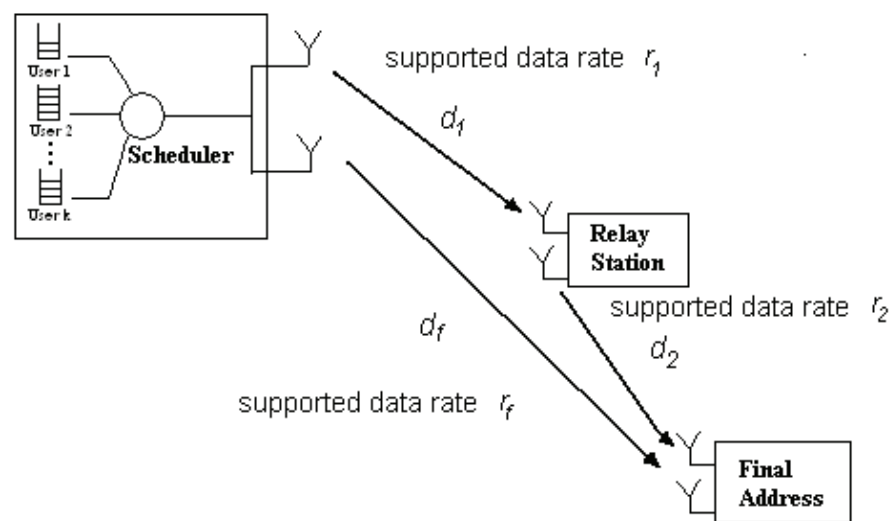 User 1
User 2
User k
Scheduler
supported data rate r1
d1
Relay
Station
supported data rate r2
d2
df
supported data rate rf
Final
Address